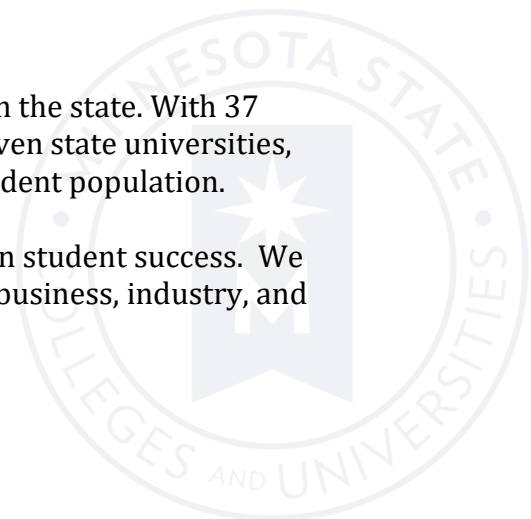 n the state. With 37
ven state universities,
dent population.
n student success.  We
business, industry, and
MINNESOTA STATE
COLLEGES AND UNIVERSITIES